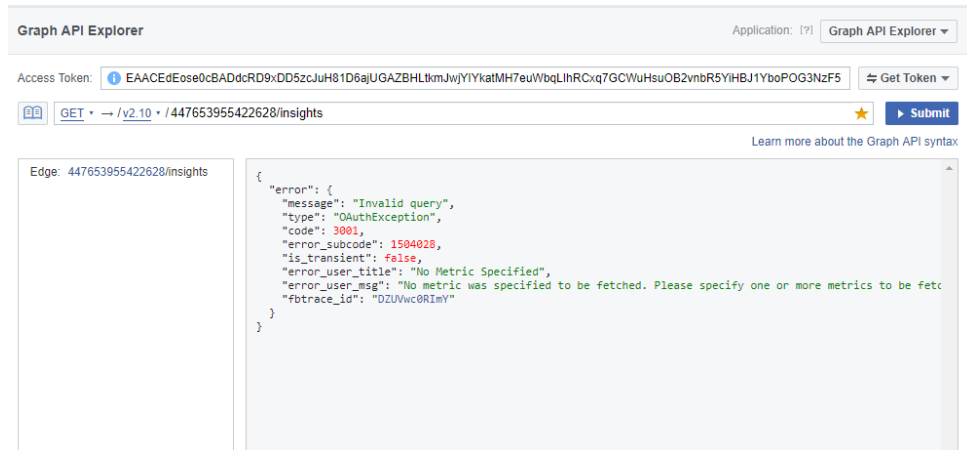 Graph API Explorer
Application: [?] Graph API Explorer
Access Token: EAACEdEose0cBADdcRD9xDD5zcJuH81D6ajUGAZBHLtkmJwjYIYkatMH7euWbqLIhRCxq7GCWuHsuOB2vnbR5YiHBJ1YboPOG3NzF5 Get Token
GET → /v2.10 /447653955422628/insights Submit
Learn more about the Graph API syntax
Edge: 447653955422628/insights
{
"error": {
"message": "Invalid query",
"type": "OAuthException",
"code": 3001,
"error_subcode": 1504028,
"is_transient": false,
"error_user_title": "No Metric Specified",
"error_user_msg": "No metric was specified to be fetched. Please specify one or more metrics to be fetc
"fbtrace_id": "DZUVwc0RImY"
}
}